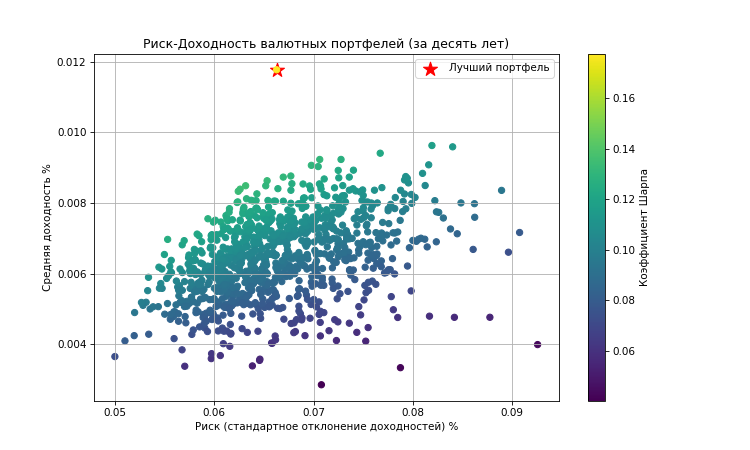 Риск-Доходность валютных портфелей (за десять лет)
Лучший портфель
0.012
0.010
0.008
0.006
0.004
Средняя доходность %
0.05 0.06 0.07 0.08 0.09
Риск (стандартное отклонение доходностей) %
0.16
0.14
0.12
0.10
0.08
0.06
Коэффициент Шарпа